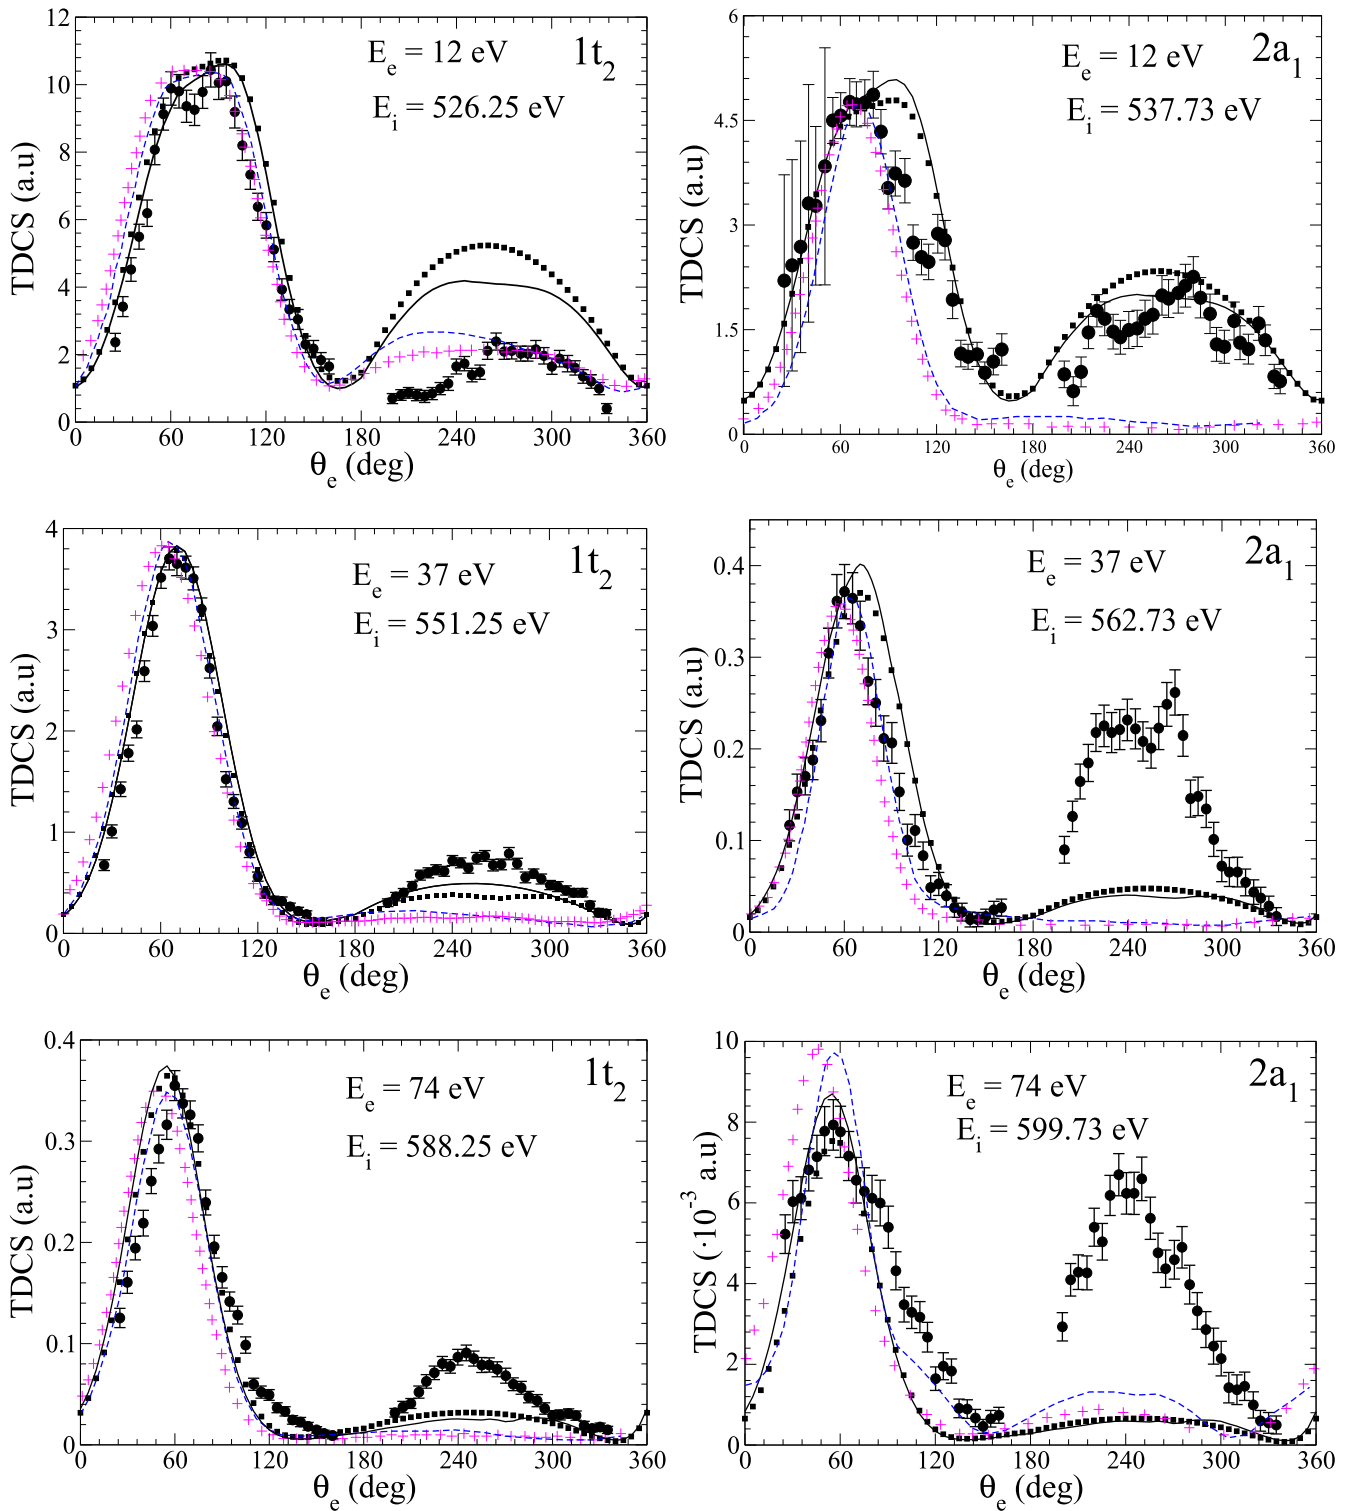 12
10
8
6
4
2
0
TDCS (a.u)
E_e = 12 eV
E_i = 526.25 eV
1t_2
0 60 120 180 240 300 360
θ_e (deg)
6
4.5
3
1.5
0
TDCS (a.u)
E_e = 12 eV
E_i = 537.73 eV
2a_1
0 60 120 180 240 300 360
θ_e (deg)
4
3
2
1
0
TDCS (a.u)
E_e = 37 eV
E_i = 551.25 eV
1t_2
0 60 120 180 240 300 360
θ_e (deg)
0.4
0.3
0.2
0.1
0
TDCS (a.u)
E_e = 37 eV
E_i = 562.73 eV
2a_1
0 60 120 180 240 300 360
θ_e (deg)
0.4
0.3
0.2
0.1
0
TDCS (a.u)
E_e = 74 eV
E_i = 588.25 eV
1t_2
0 60 120 180 240 300 360
θ_e (deg)
10
8
6
4
2
0
TDCS (·10^-3 a.u)
E_e = 74 eV
E_i = 599.73 eV
2a_1
0 60 120 180 240 300 360
θ_e (deg)